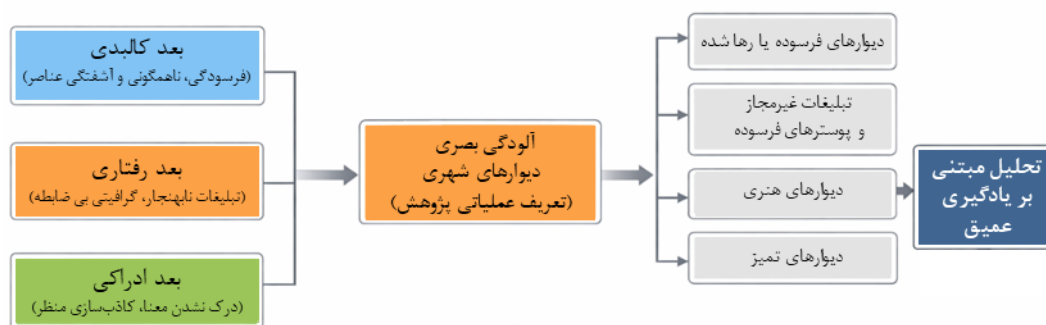 بعد کالبدی
(فرسودگی، ناهمگونی و آشفتگی عناصر)
بعد رفتاری
(تبلیغات نابهنجار، گرافیتی بی ضابطه)
بعد ادراکی
(درک نشدن معنا، کاذب‌سازی منظر)
آلودگی بصری
دیوارهای شهری
(تعریف عملیاتی پژوهش)
دیوارهای فرسوده یا رها شده
تبلیغات غیرمجاز
و پوسترهای فرسوده
دیوارهای هنری
دیوارهای تمیز
تحلیل مبتنی
بر یادگیری
عمیق